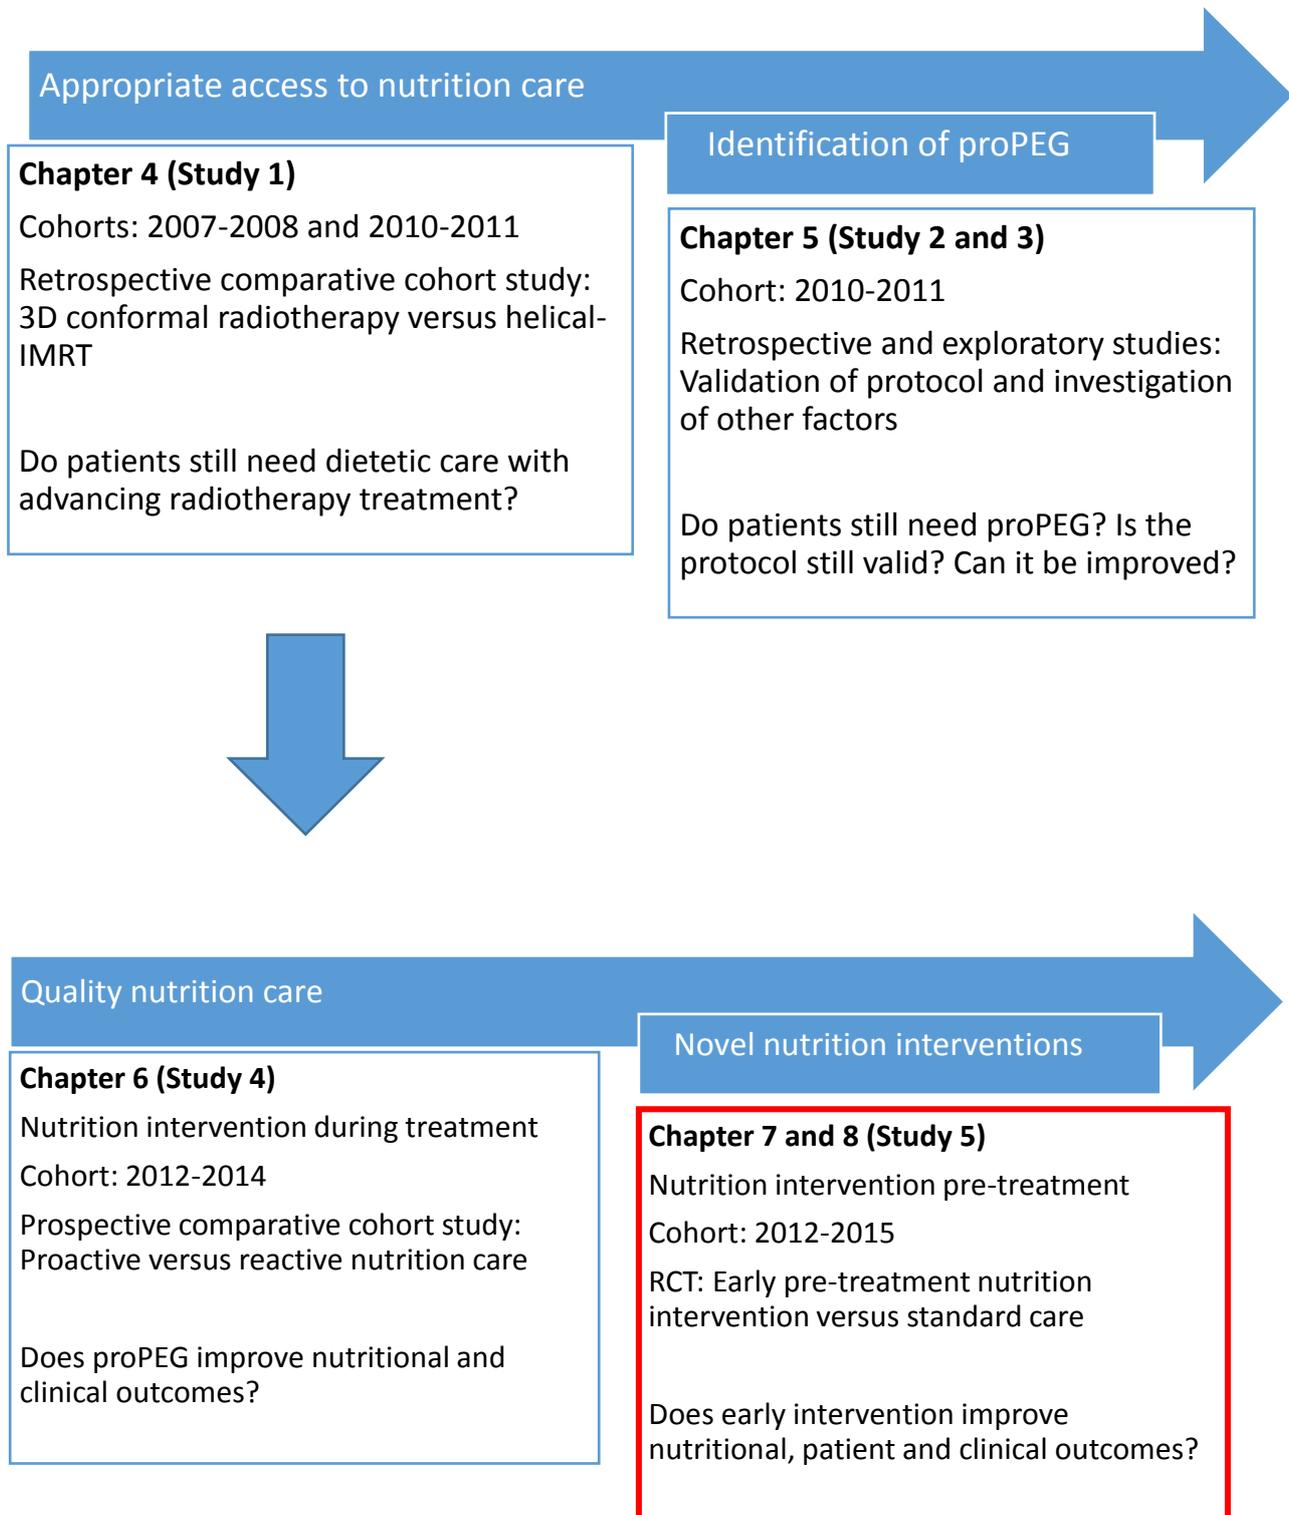 Appropriate access to nutrition care
Identification of proPEG
Chapter 4 (Study 1)
Cohorts: 2007-2008 and 2010-2011
Retrospective comparative cohort study:
3D conformal radiotherapy versus helical-
IMRT
Do patients still need dietetic care with
advancing radiotherapy treatment?
Chapter 5 (Study 2 and 3)
Cohort: 2010-2011
Retrospective and exploratory studies:
Validation of protocol and investigation
of other factors
Do patients still need proPEG? Is the
protocol still valid? Can it be improved?
Quality nutrition care
Novel nutrition interventions
Chapter 6 (Study 4)
Nutrition intervention during treatment
Cohort: 2012-2014
Prospective comparative cohort study:
Proactive versus reactive nutrition care
Does proPEG improve nutritional and
clinical outcomes?
Chapter 7 and 8 (Study 5)
Nutrition intervention pre-treatment
Cohort: 2012-2015
RCT: Early pre-treatment nutrition
intervention versus standard care
Does early intervention improve
nutritional, patient and clinical outcomes?